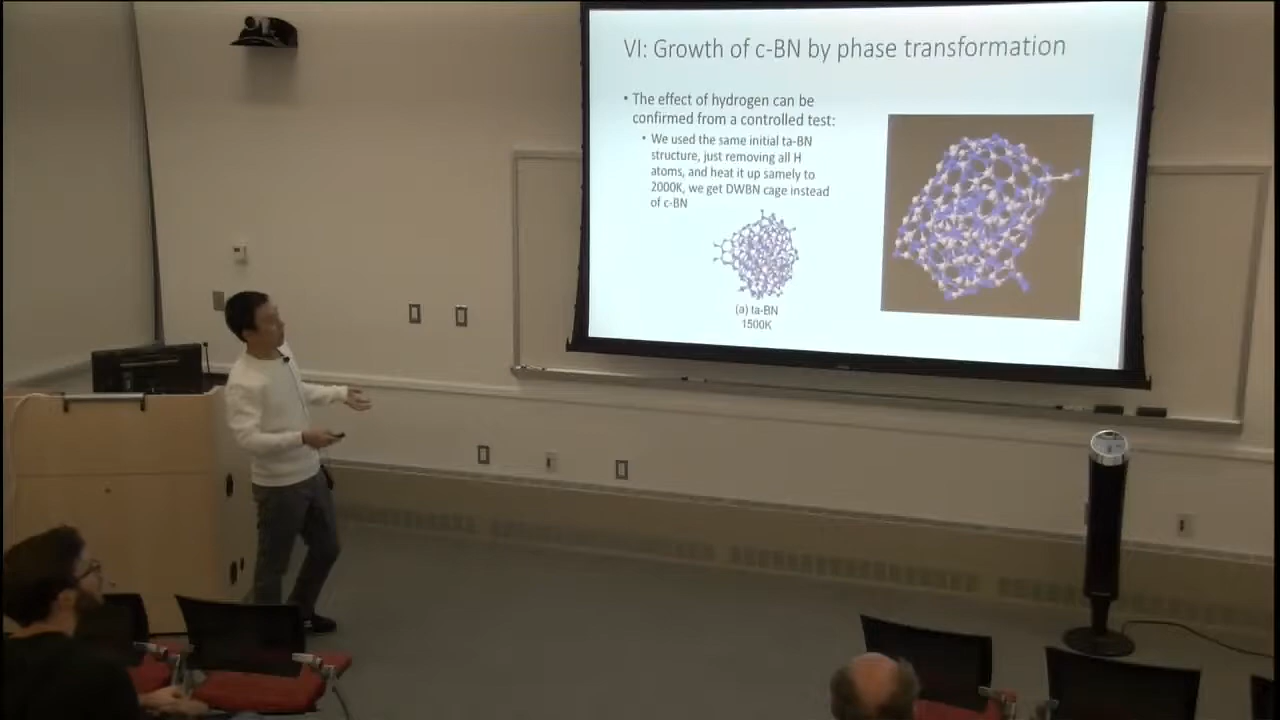 VI: Growth of c-BN by phase transformation
• The effect of hydrogen can be
confirmed from a controlled test:
• We used the same initial ta-BN
structure, just removing all H
atoms, and heat it up samely to
2000K, we get DWBN cage instead
of c-BN
(a) ta-BN
1500K